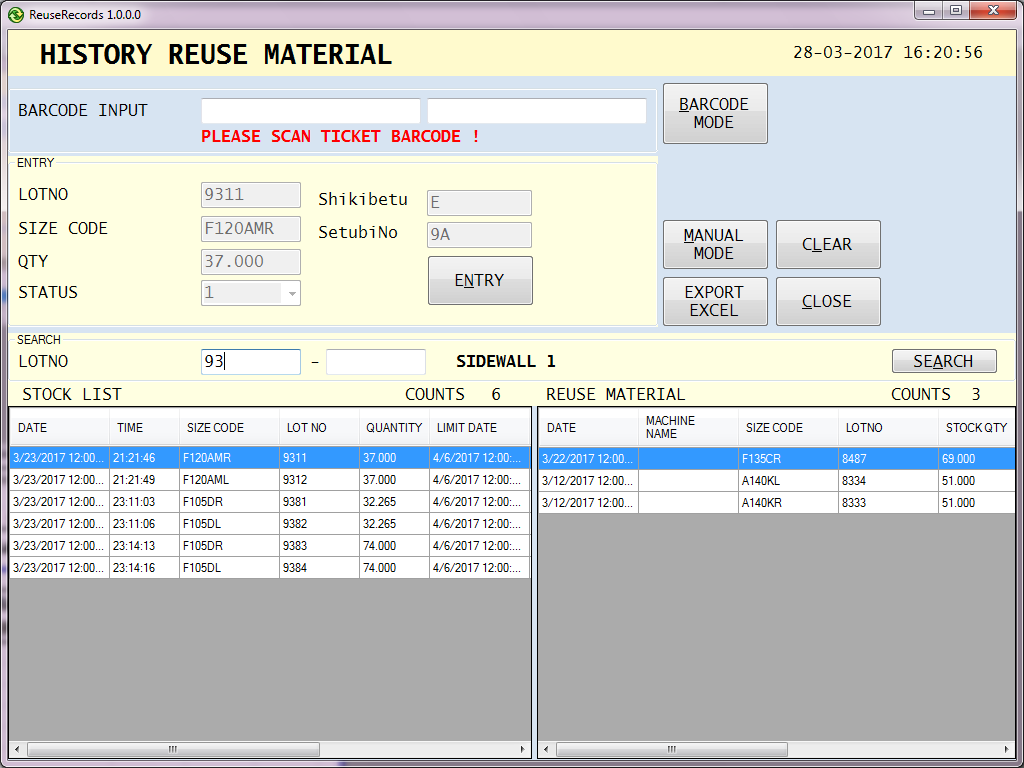 ReuseRecords 1.0.0.0
HISTORY REUSE MATERIAL
28-03-2017 16:20:56
BARCODE INPUT
PLEASE SCAN TICKET BARCODE !
BARCODE MODE
ENTRY
LOTNO 9311 Shikibetu E
SIZE CODE F120AMR SetubiNo 9A
QTY 37.000
STATUS 1
ENTRY
MANUAL MODE
CLEAR
EXPORT EXCEL
CLOSE
SEARCH
LOTNO 93 - SIDEWALL 1 SEARCH
STOCK LIST COUNTS 6
DATE TIME SIZE CODE LOT NO QUANTITY LIMIT DATE
3/23/2017 12:00... 21:21:46 F120AMR 9311 37.000 4/6/2017 12:00:...
3/23/2017 12:00... 21:21:49 F120AML 9312 37.000 4/6/2017 12:00:...
3/23/2017 12:00... 23:11:03 F105DR 9381 32.265 4/6/2017 12:00:...
3/23/2017 12:00... 23:11:06 F105DL 9382 32.265 4/6/2017 12:00:...
3/23/2017 12:00... 23:14:13 F105DR 9383 74.000 4/6/2017 12:00:...
3/23/2017 12:00... 23:14:16 F105DL 9384 74.000 4/6/2017 12:00:...
REUSE MATERIAL COUNTS 3
DATE MACHINE NAME SIZE CODE LOTNO STOCK QTY
3/22/2017 12:00... F135CR 8487 69.000
3/12/2017 12:00... A140KL 8334 51.000
3/12/2017 12:00... A140KR 8333 51.000